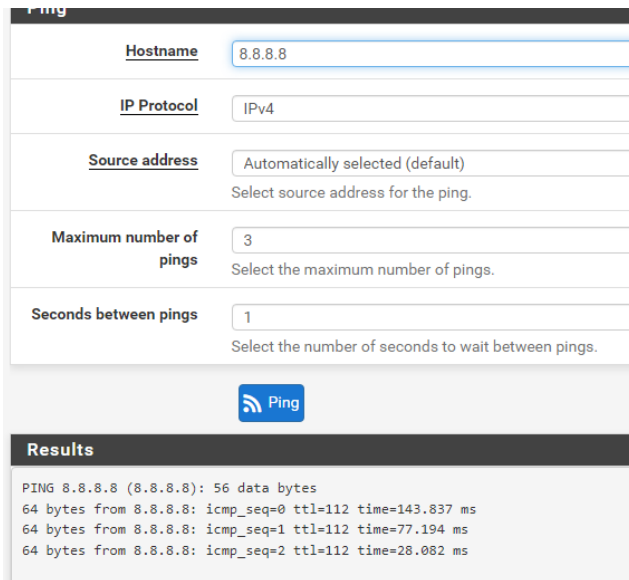 Ping
Hostname
8.8.8.8
IP Protocol
IPv4
Source address
Automatically selected (default)
Select source address for the ping.
Maximum number of
pings
3
Select the maximum number of pings.
Seconds between pings
1
Select the number of seconds to wait between pings.
Ping
Results
PING 8.8.8.8 (8.8.8.8): 56 data bytes
64 bytes from 8.8.8.8: icmp_seq=0 ttl=112 time=143.837 ms
64 bytes from 8.8.8.8: icmp_seq=1 ttl=112 time=77.194 ms
64 bytes from 8.8.8.8: icmp_seq=2 ttl=112 time=28.082 ms